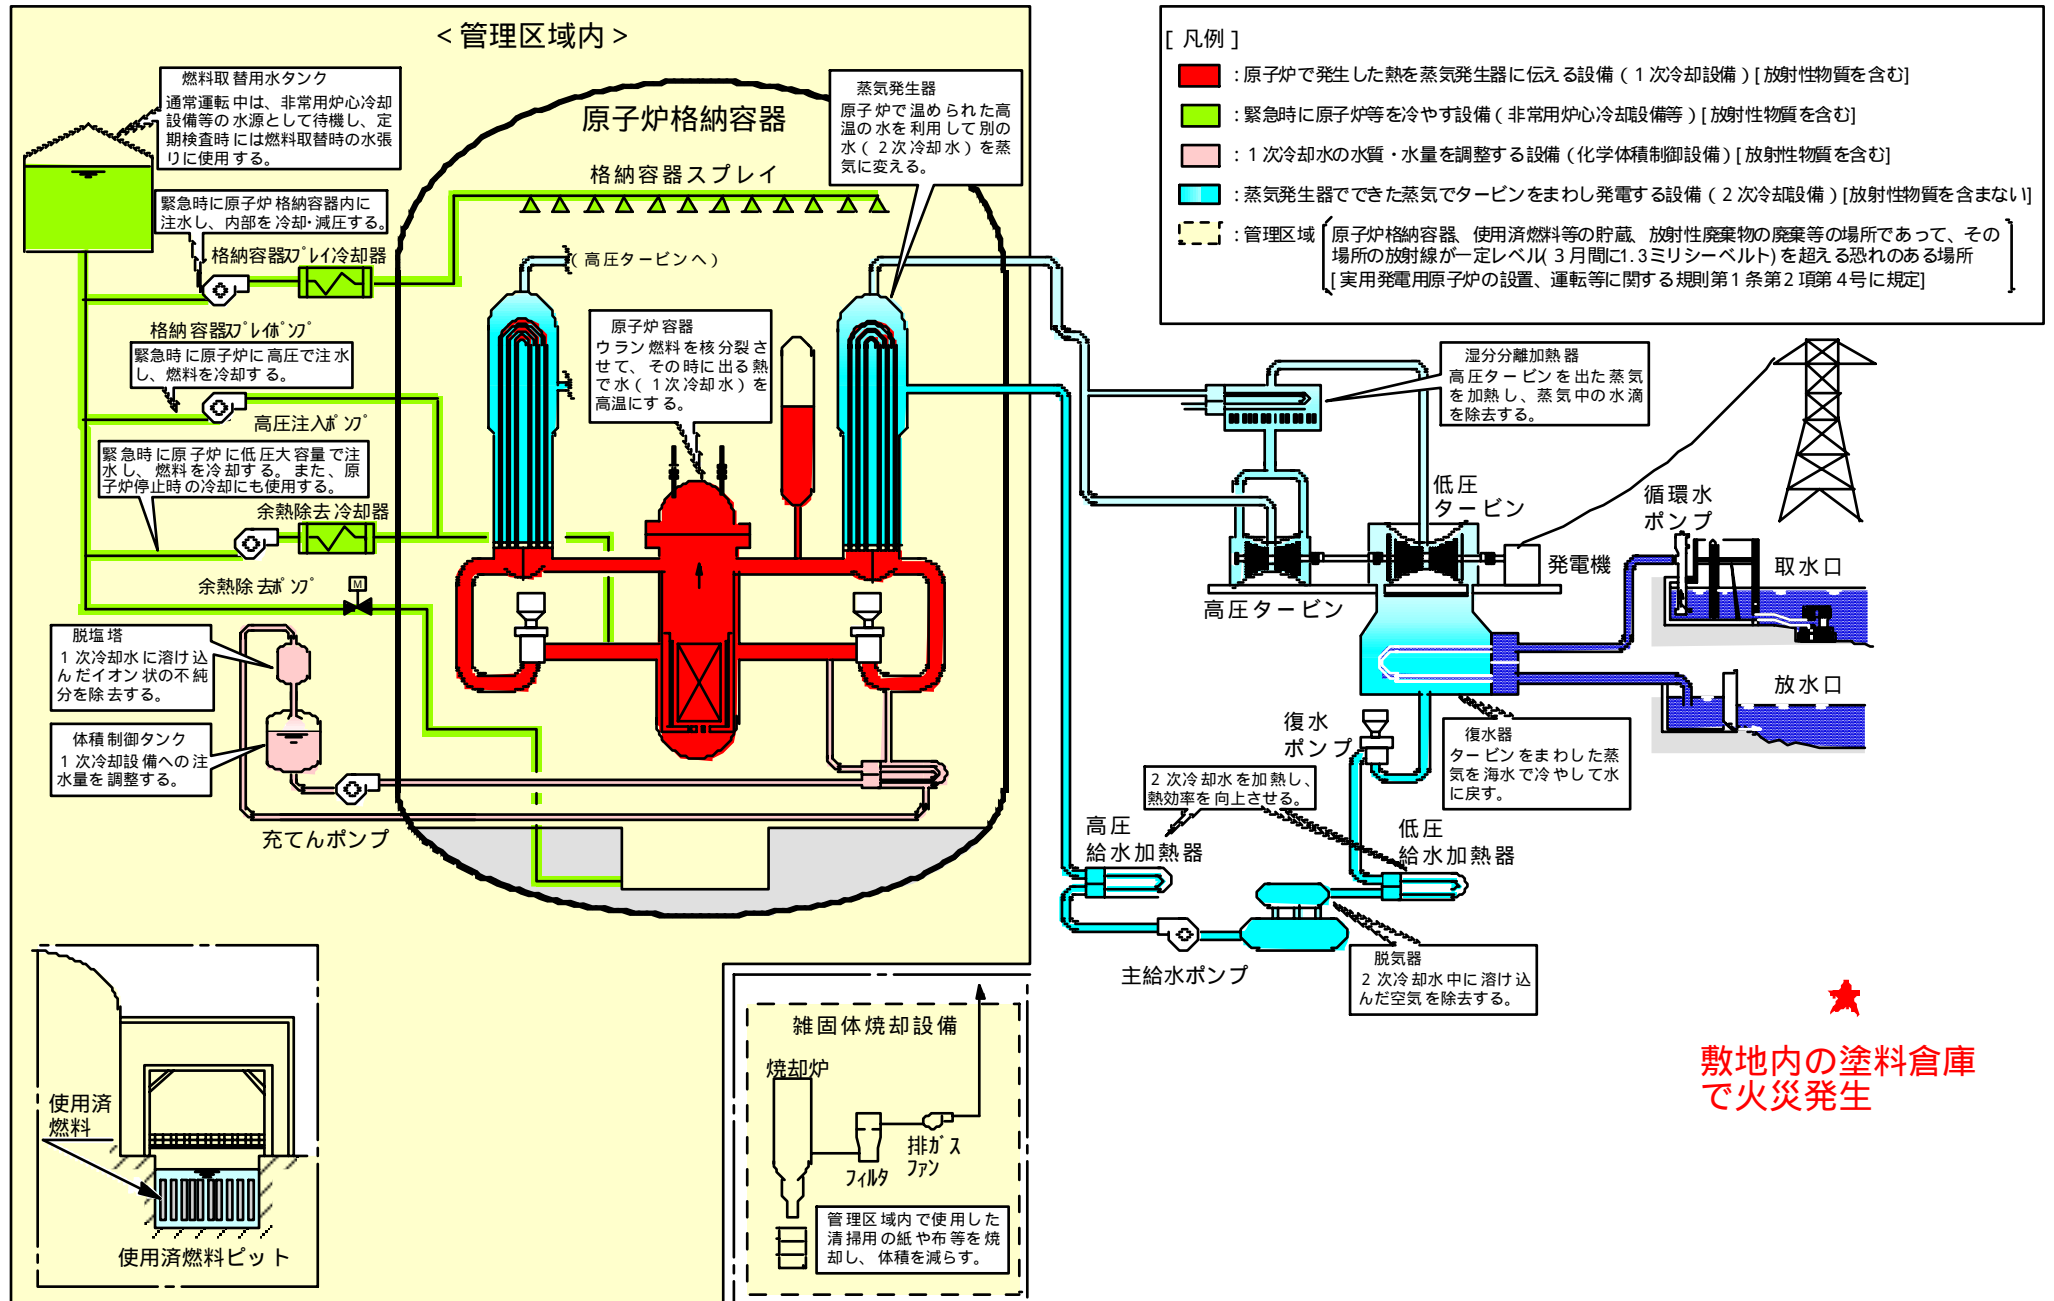 <管理区域内>
燃料取替用水タンク
通常運転中は、非常用炉心冷却
設備等の水源として待機し、定
期検査時には燃料取替時の水張
りに使用する。
緊急時に原子炉格納容器内に
注水し、内部を冷却・減圧する。
格納容器スプレイ冷却器
格納容器スプレイポンプ
緊急時に原子炉に高圧で注水
し、燃料を冷却する。
高圧注入ポンプ
緊急時に原子炉に低圧大容量で注
水し、燃料を冷却する。また、原
子炉停止時の冷却にも使用する。
余熱除去冷却器
余熱除去ポンプ
M
脱塩塔
1次冷却水に溶け込
んだイオン状の不純
分を除去する。
体積制御タンク
1次冷却設備への注
水量を調整する。
充てんポンプ
原子炉格納容器
格納容器スプレイ
(高圧タービンへ)
蒸気発生器
原子炉で温められた高
温の水を利用して別の
水(2次冷却水)を蒸
気に変える。
原子炉容器
ウラン燃料を核分裂さ
せて、その時に出る熱
で水(1次冷却水)を
高温にする。
[凡例]
:原子炉で発生した熱を蒸気発生器に伝える設備(1次冷却設備)[放射性物質を含む]
:緊急時に原子炉等を冷やす設備(非常用炉心冷却設備等)[放射性物質を含む]
:1次冷却水の水質・水量を調整する設備(化学体積制御設備)[放射性物質を含む]
:蒸気発生器でできた蒸気でタービンをまわし発電する設備(2次冷却設備)[放射性物質を含まない]
:管理区域 原子炉格納容器、使用済燃料等の貯蔵、放射性廃棄物の廃棄等の場所であって、その
場所の放射線が一定レベル(3月間に1.3ミリシーベルト)を超える恐れのある場所
[実用発電用原子炉の設置、運転等に関する規則第1条第2項第4号に規定]
湿分分離加熱器
高圧タービンを出た蒸気
を加熱し、蒸気中の水滴
を除去する。
低圧
タービン
高圧タービン
発電機
循環水
ポンプ
取水口
放水口
復水
ポンプ
復水器
タービンをまわした蒸
気を海水で冷やして水
に戻す。
2次冷却水を加熱し、
熱効率を向上させる。
高圧
給水加熱器
低圧
給水加熱器
主給水ポンプ
脱気器
2次冷却水中に溶け込
んだ空気を除去する。
敷地内の塗料倉庫
で火災発生
使用済
燃料
使用済燃料ピット
雑固体焼却設備
焼却炉
フィルタ
排ガス
ファン
管理区域内で使用した
清掃用の紙や布等を焼
却し、体積を減らす。